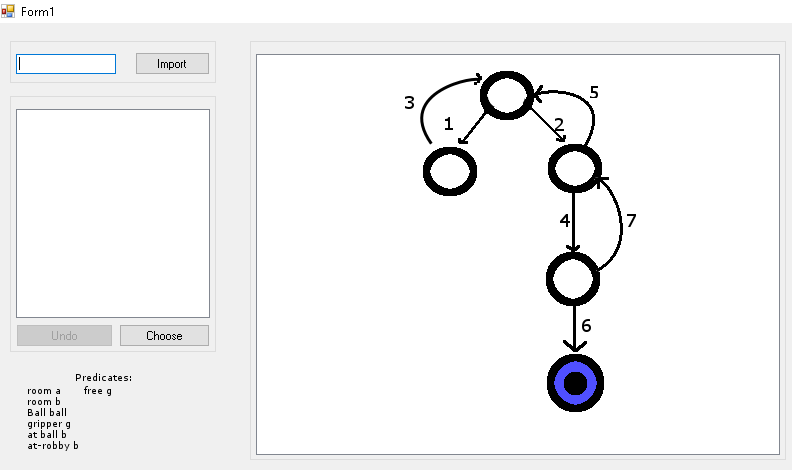 Form1
Import
3
5
1
2
4
7
Undo
Choose
6
Predicates:
room a free g
room b
Ball ball
gripper g
at ball b
at-robby b